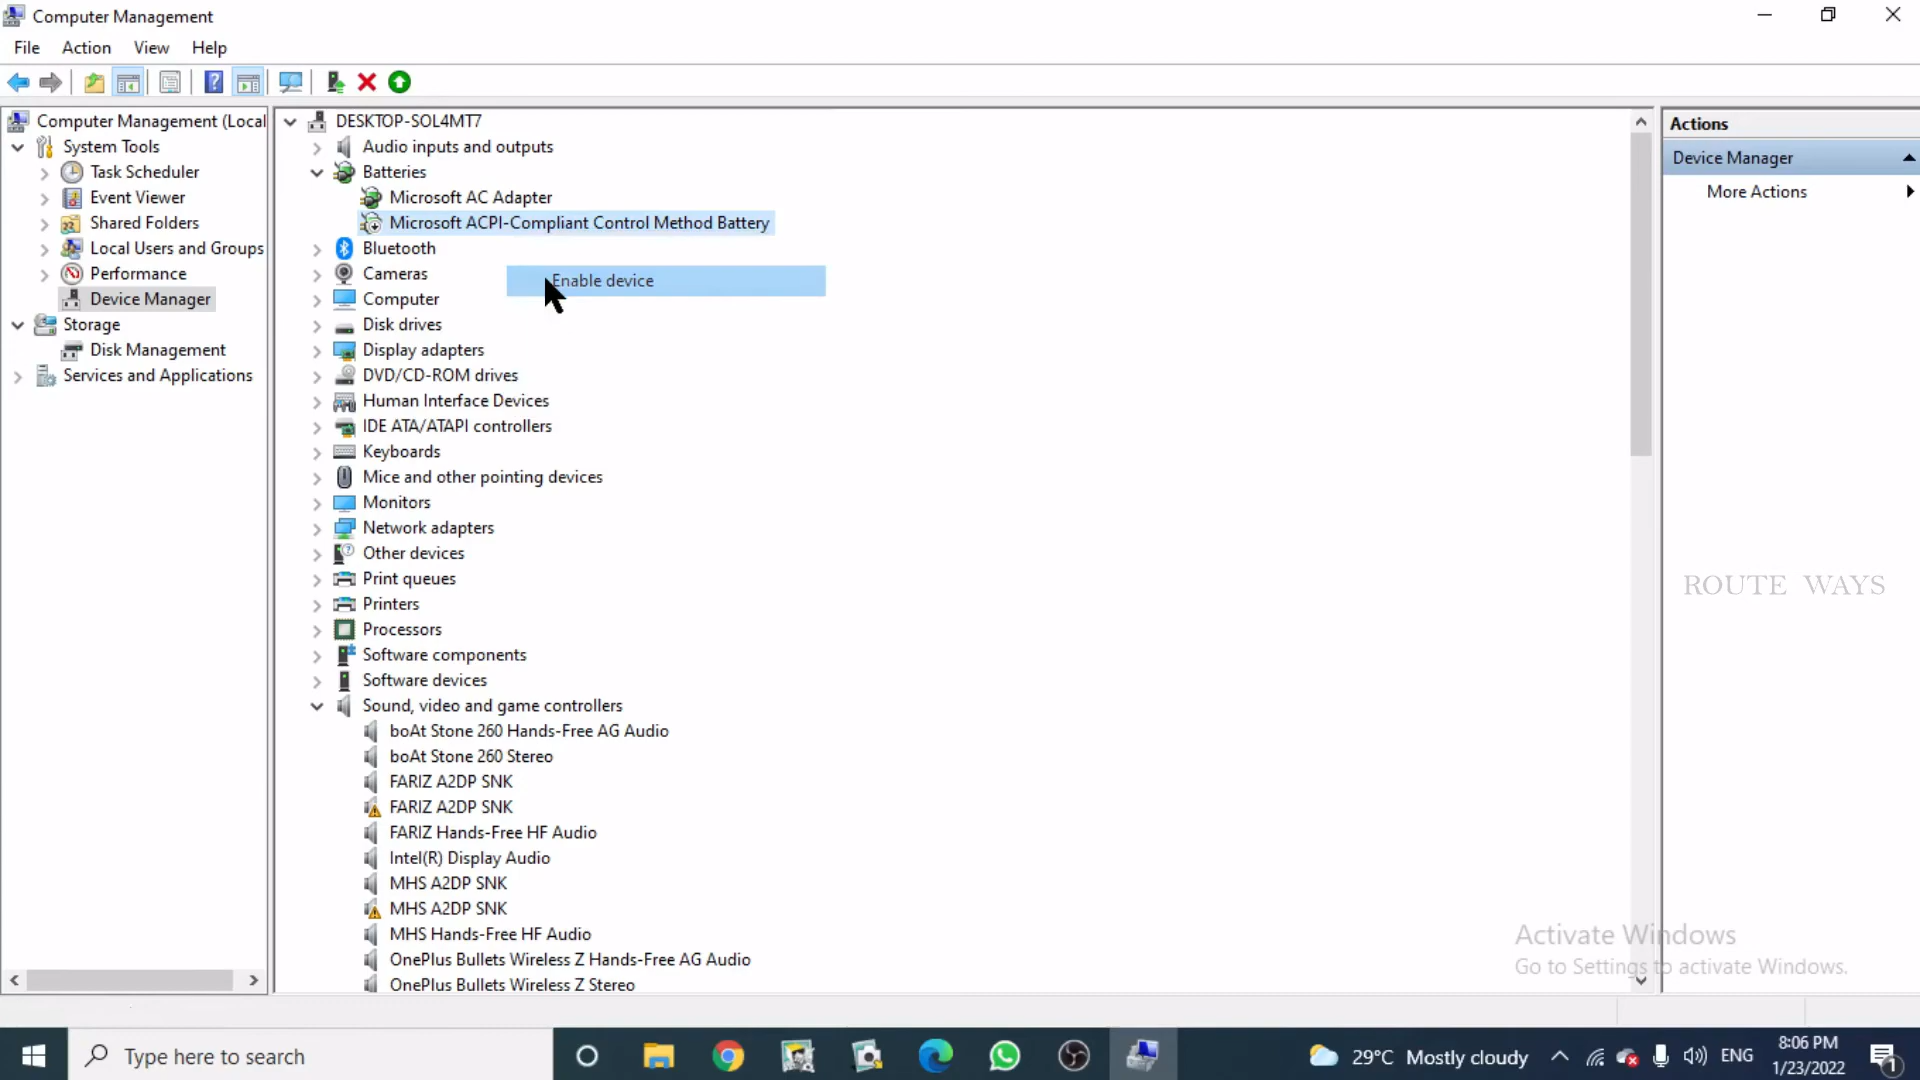 Computer Management
File Action View Help
Computer Management (Local
System Tools
Task Scheduler
Event Viewer
Shared Folders
Local Users and Groups
Performance
Device Manager
Storage
Disk Management
Services and Applications
DESKTOP-SOL4MT7
Audio inputs and outputs
Batteries
Microsoft AC Adapter
Microsoft ACPI-Compliant Control Method Battery
Bluetooth
Cameras
Enable device
Computer
Disk drives
Display adapters
DVD/CD-ROM drives
Human Interface Devices
IDE ATA/ATAPI controllers
Keyboards
Mice and other pointing devices
Monitors
Network adapters
Other devices
Print queues
Printers
Processors
Software components
Software devices
Sound, video and game controllers
boAt Stone 260 Hands-Free AG Audio
boAt Stone 260 Stereo
FARIZ A2DP SNK
FARIZ A2DP SNK
FARIZ Hands-Free HF Audio
Intel(R) Display Audio
MHS A2DP SNK
MHS A2DP SNK
MHS Hands-Free HF Audio
OnePlus Bullets Wireless Z Hands-Free AG Audio
OnePlus Bullets Wireless Z Stereo
Actions
Device Manager
More Actions
ROUTE WAYS
Activate Windows
Go to Settings to activate Windows.
Type here to search
29°C Mostly cloudy
ENG
8:06 PM
1/23/2022
1